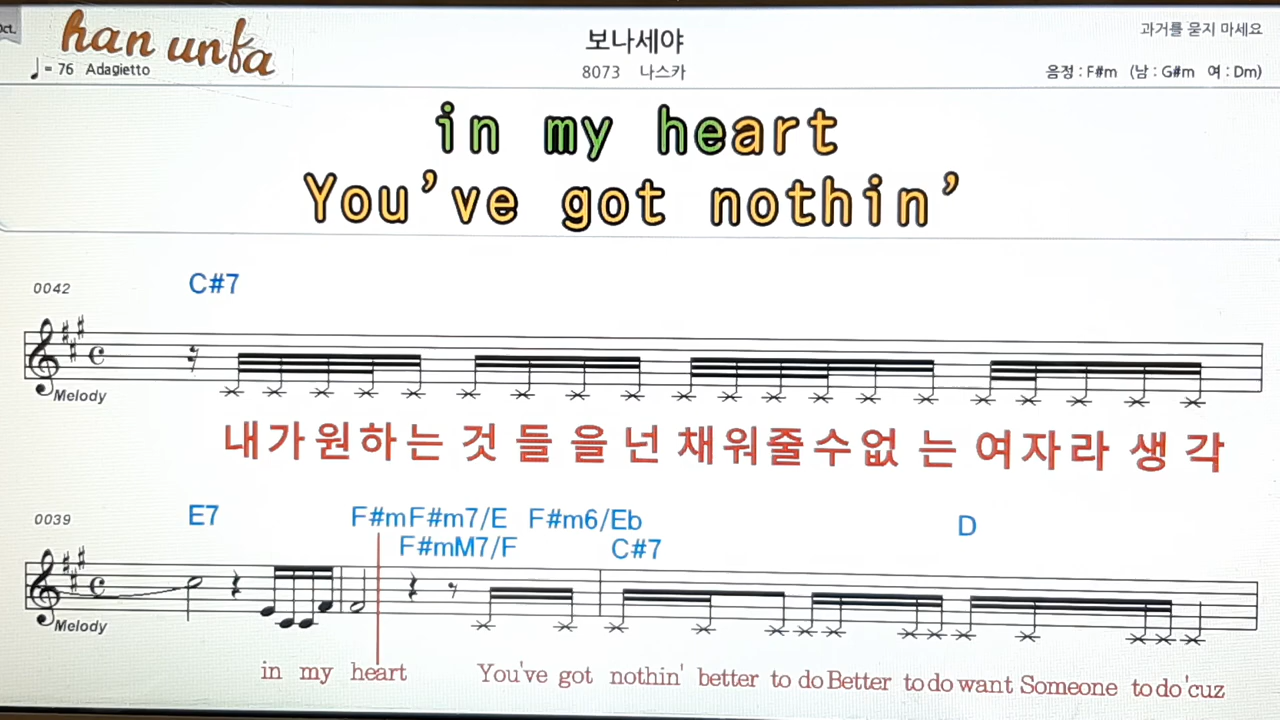 Oct.
han unfa
♩= 76 Adagietto
보나세야
8073 나스카
과거를 묻지 마세요
음정 : F#m (남 : G#m 여 : Dm)
in my heart
You've got nothin'
0042
C#7
Melody
내가원하는 것 들 을 넌 채워줄수없 는 여자라 생 각
0039
E7 F#mF#m7/E F#m6/Eb D
F#mM7/F C#7
Melody
in my heart You've got nothin' better to do Better to do want Someone to do 'cuz